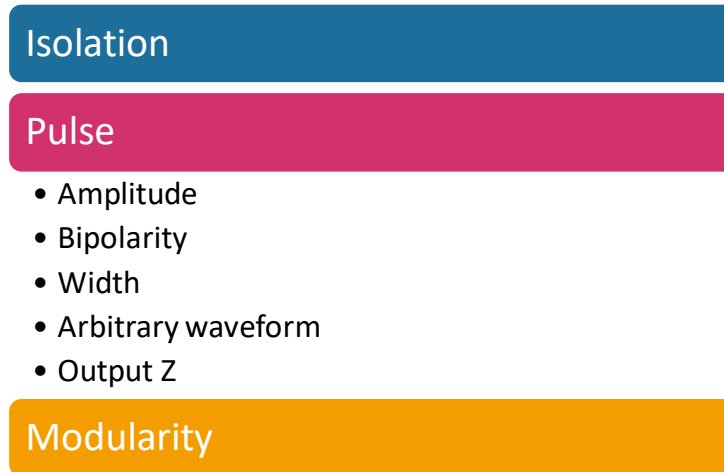 Isolation
Pulse
• Amplitude
• Bipolarity
• Width
• Arbitrary waveform
• Output Z
Modularity